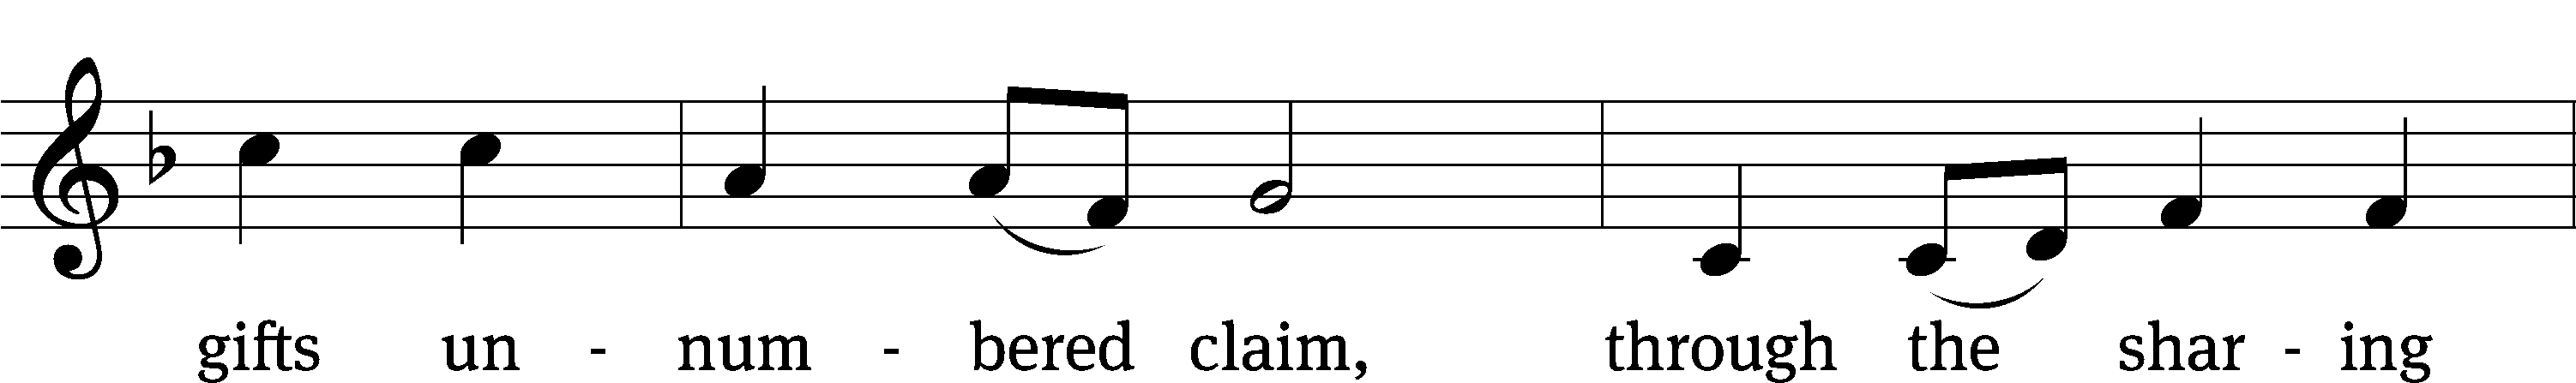 gifts un - num - bered claim, through the shar - ing